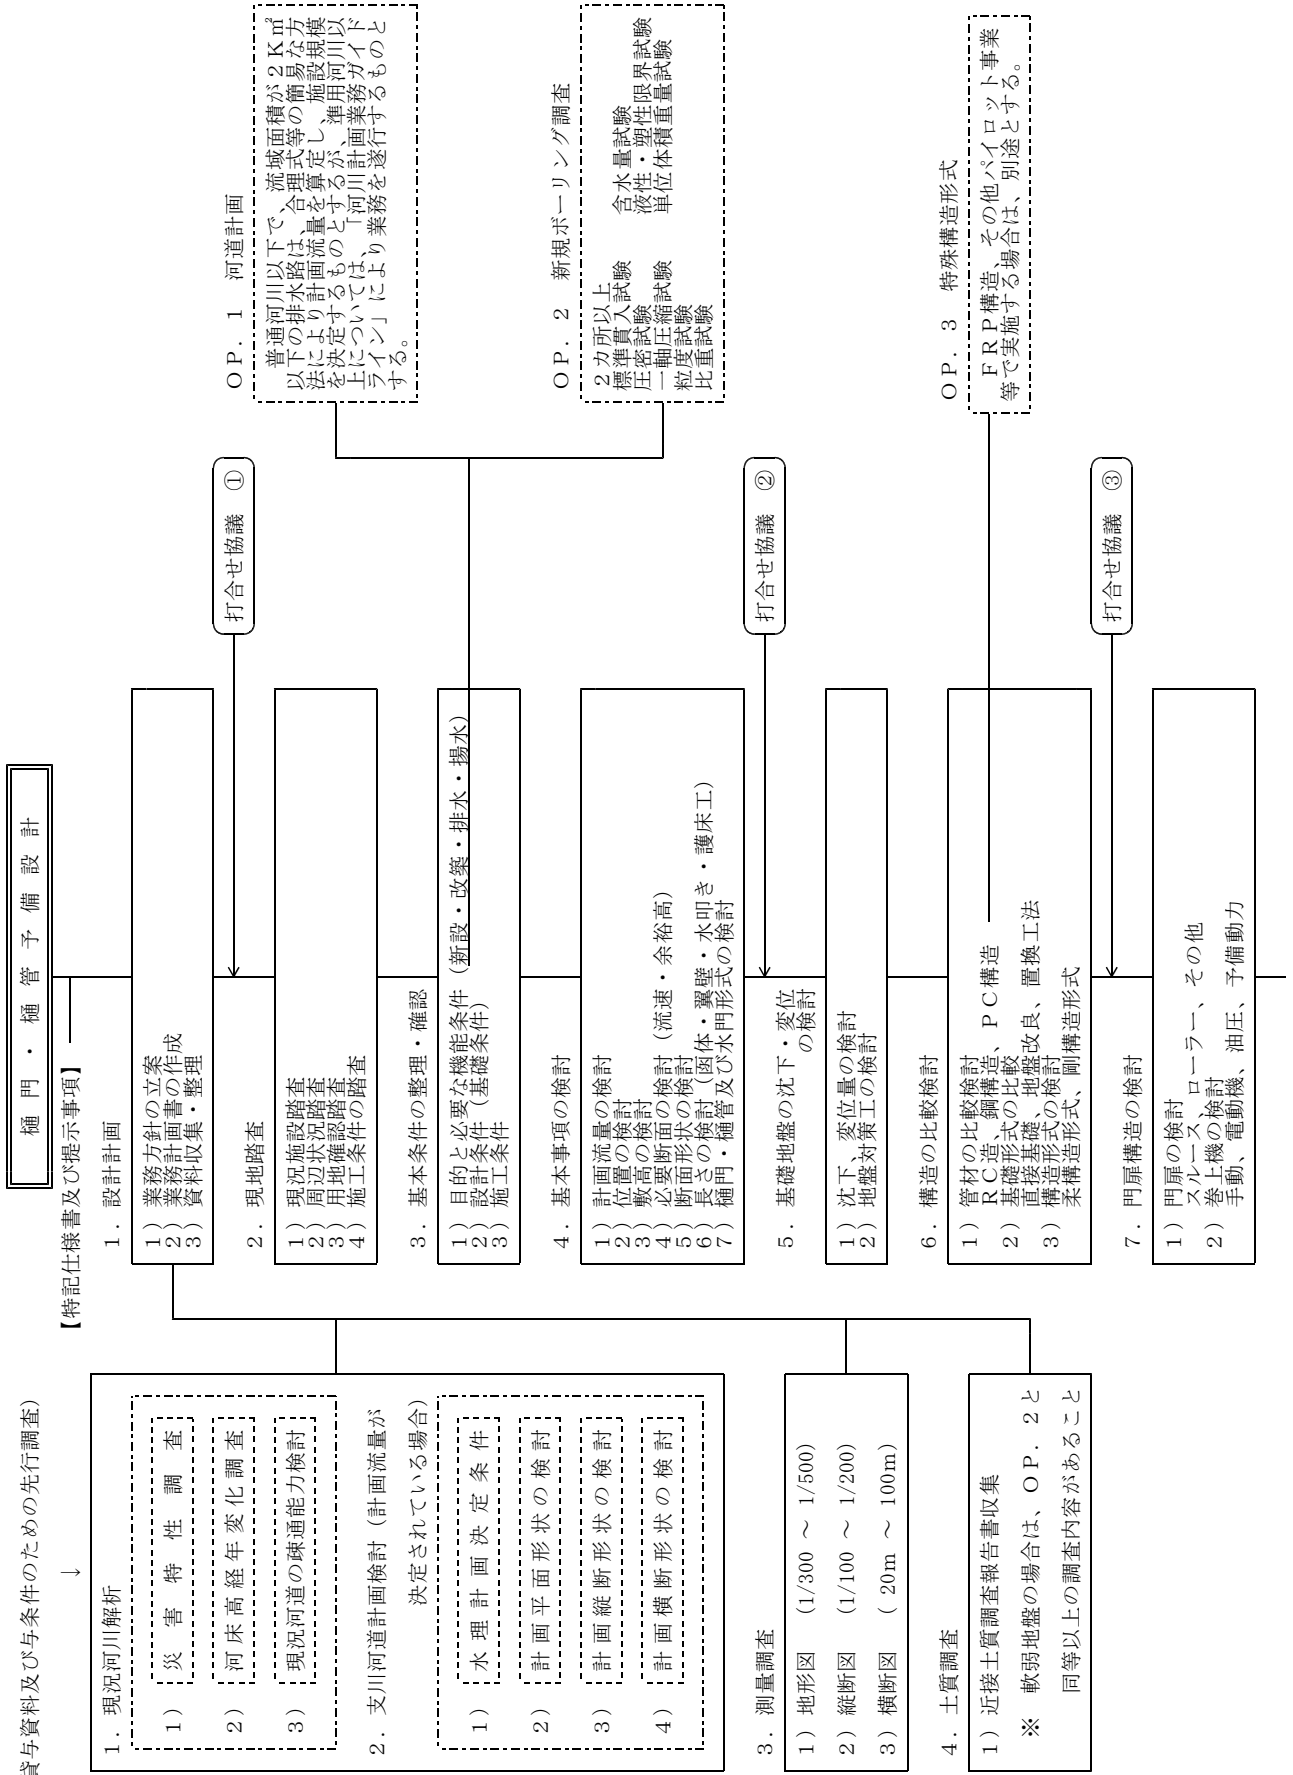 樋門・樋管予備設計
【特記仕様書及び提示事項】
貸与資料及び与条件のための先行調査)
↓
1．現況河川解析
1） 災害特性調査
2） 河床高経年変化調査
3） 現況河道の疎通能力検討
2．支川河道計画検討（計画流量が
決定されている場合）
1） 水理計画決定条件
2） 計画平面形状の検討
3） 計画縦断形状の検討
4） 計画横断形状の検討
3．測量調査
1）地形図 (1/300 ～ 1/500)
2）縦断図 (1/100 ～ 1/200)
3）横断図 ( 20m ～ 100m)
4．土質調査
1）近接土質調査報告書収集
※ 軟弱地盤の場合は、ＯＰ．２と
同等以上の調査内容があること
1．設計計画
1）業務方針の立案
2）業務計画書の作成
3）資料収集・整理
打合せ協議 ①
2．現地踏査
1）現況施設踏査
2）周辺状況踏査
3）用地確認踏査
4）施工条件の踏査
3．基本条件の整理・確認
1）目的と必要な機能条件（新設・改築・排水・揚水）
2）設計条件（基礎条件）
3）施工条件
4．基本事項の検討
1）計画流量の検討
2）位置の検討
3）敷高の検討
4）必要断面の検討（流速・余裕高）
5）断面形状の検討
6）長さの検討（函体・翼壁・水叩き・護床工）
7）樋門・樋管及び水門形式の検討
打合せ協議 ②
5．基礎地盤の沈下・変位
の検討
1）沈下、変位量の検討
2）地盤対策工の検討
6．構造の比較検討
1）管材の比較検討
ＲＣ造、鋼構造、ＰＣ構造
2）基礎形式の比較
直接基礎、地盤改良、置換工法
3）構造形式の検討
柔構造形式、剛構造形式
打合せ協議 ③
7．門扉構造の検討
1）門扉の検討
スルース、ローラー、その他
2）巻上機の検討
手動、電動機、油圧、予備動力
ＯＰ．１ 河道計画
普通河川以下で、流域面積が２Ｋ㎡
以下の排水路は、合理式等の簡易な方
法により計画流量を算定し、施設規模
を決定するものとするが、準用河川以
上については、「河川計画業務ガイド
ライン」により業務を遂行するものと
する。
ＯＰ．２ 新規ボーリング調査
２カ所以上
標準貫入試験 含水量試験
圧密試験 液性・塑性限界試験
一軸圧縮試験 単位体積重量試験
粒度試験
比重試験
ＯＰ．３ 特殊構造形式
ＦＲＰ構造、その他パイロット事業
等で実施する場合は、別途とする。